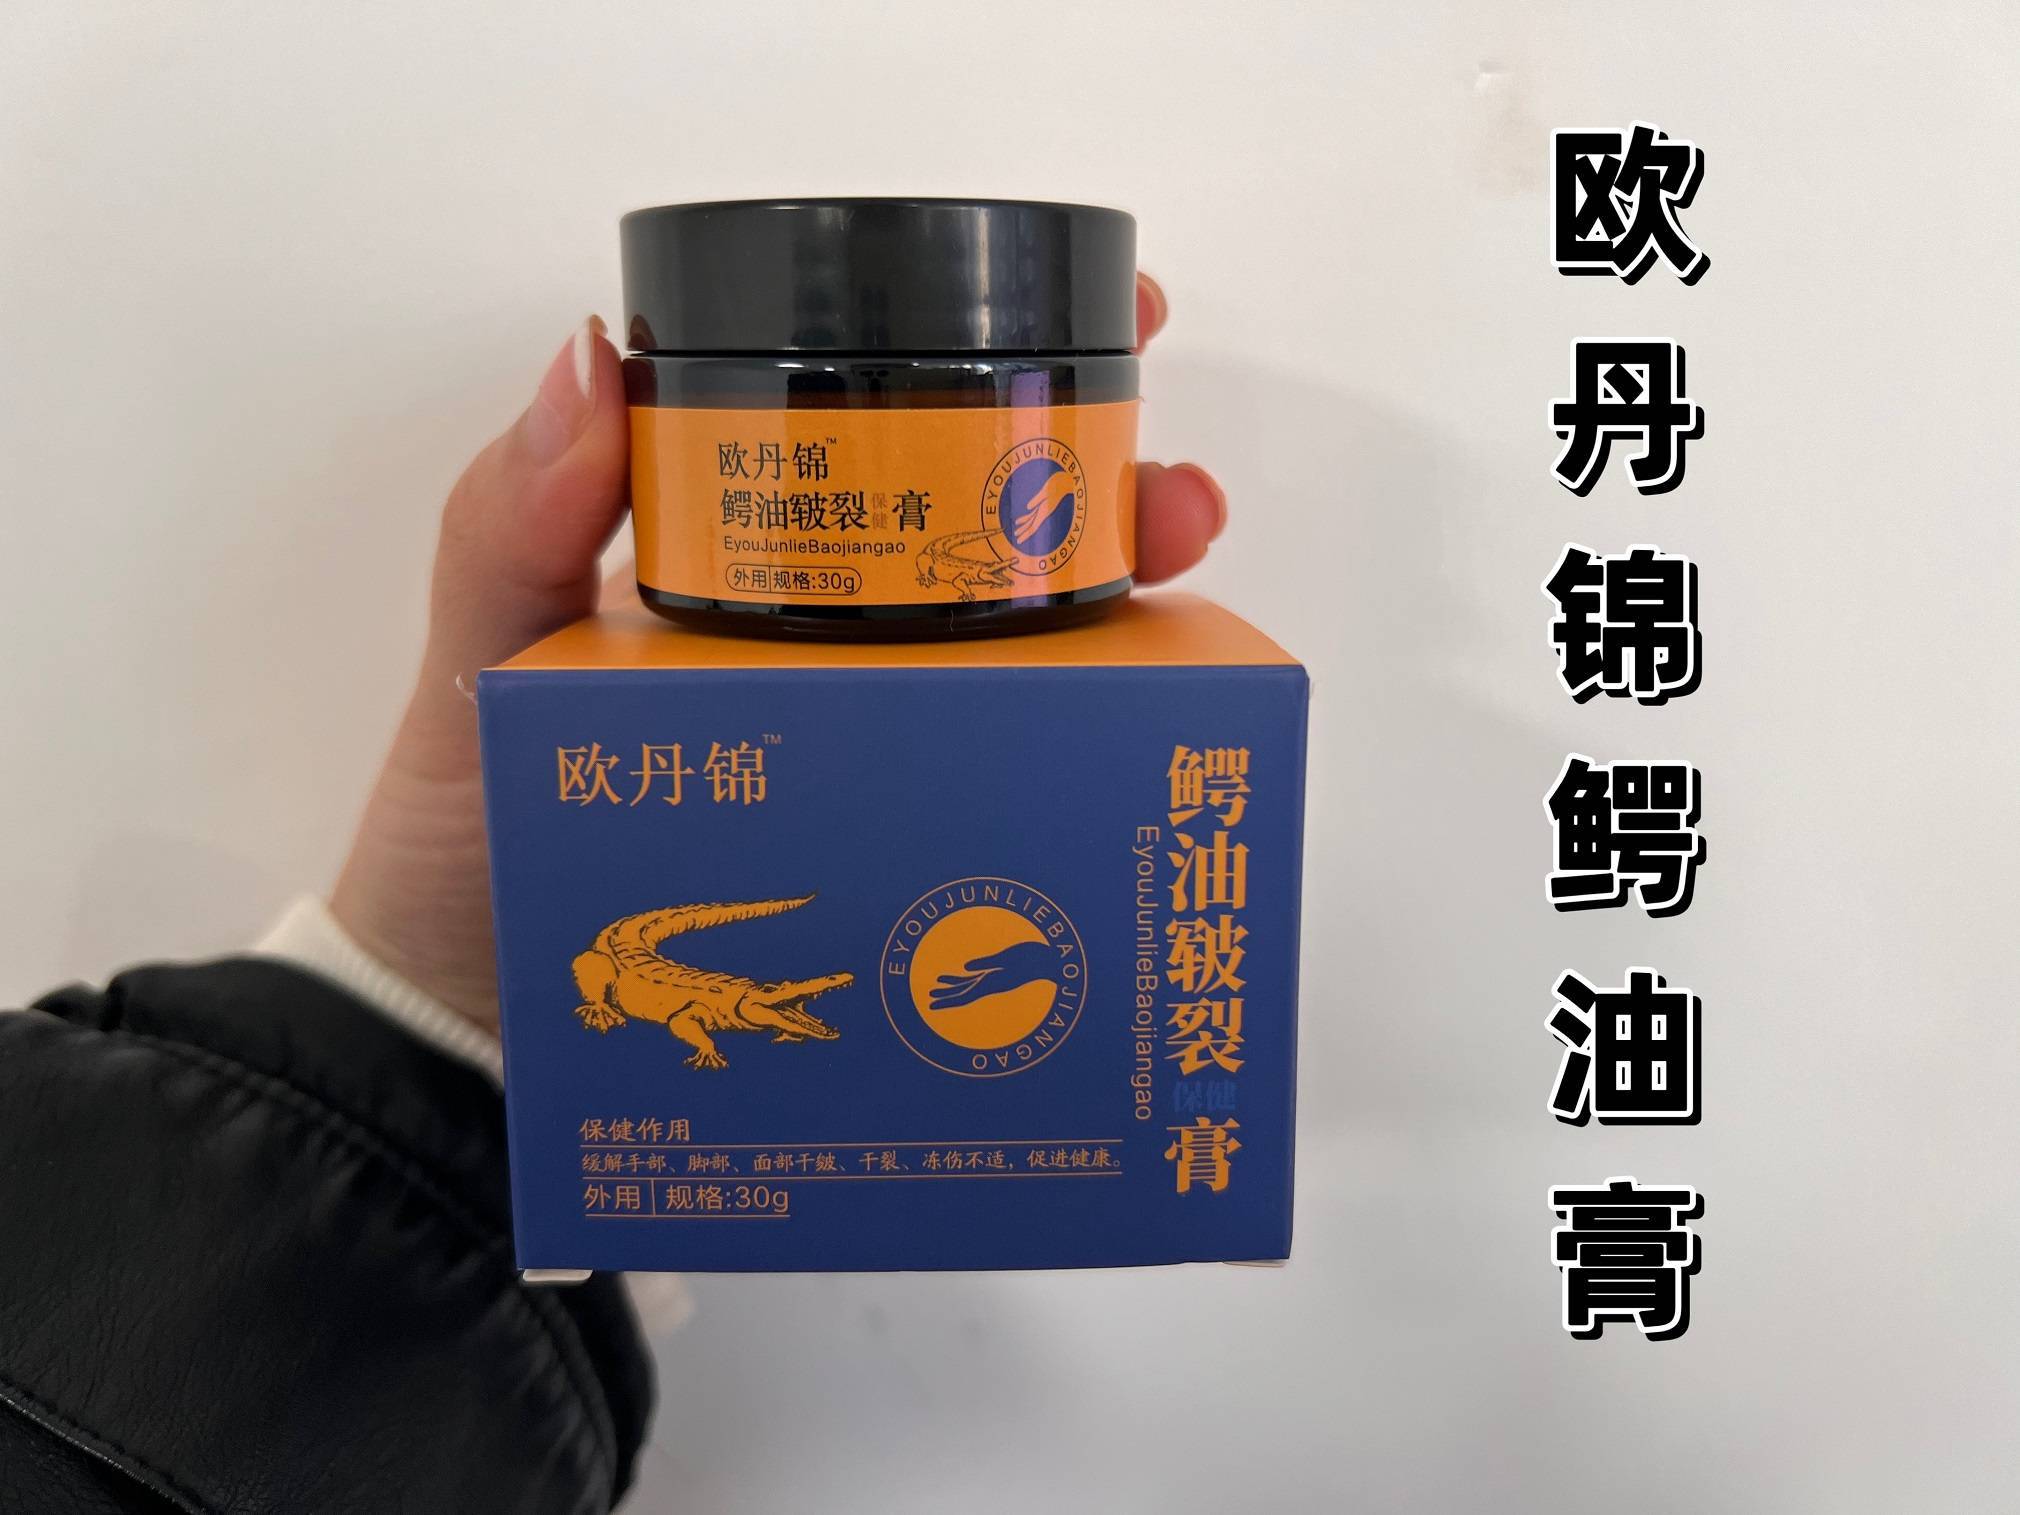 欧丹锦™
鳄油皲裂保健膏
EyouJunlieBaojiangao
外用 规格:30g
EYOUJUNLIEBAOJIANGAO
欧丹锦™
EYOUJUNLIEBAOJIANGAO
鳄油皲裂保健膏
EyouJunlieBaojiangao
保健作用
缓解手部、脚部、面部干皴、干裂、冻伤不适，促进健康。
外用 规格:30g
欧丹锦鳄油膏